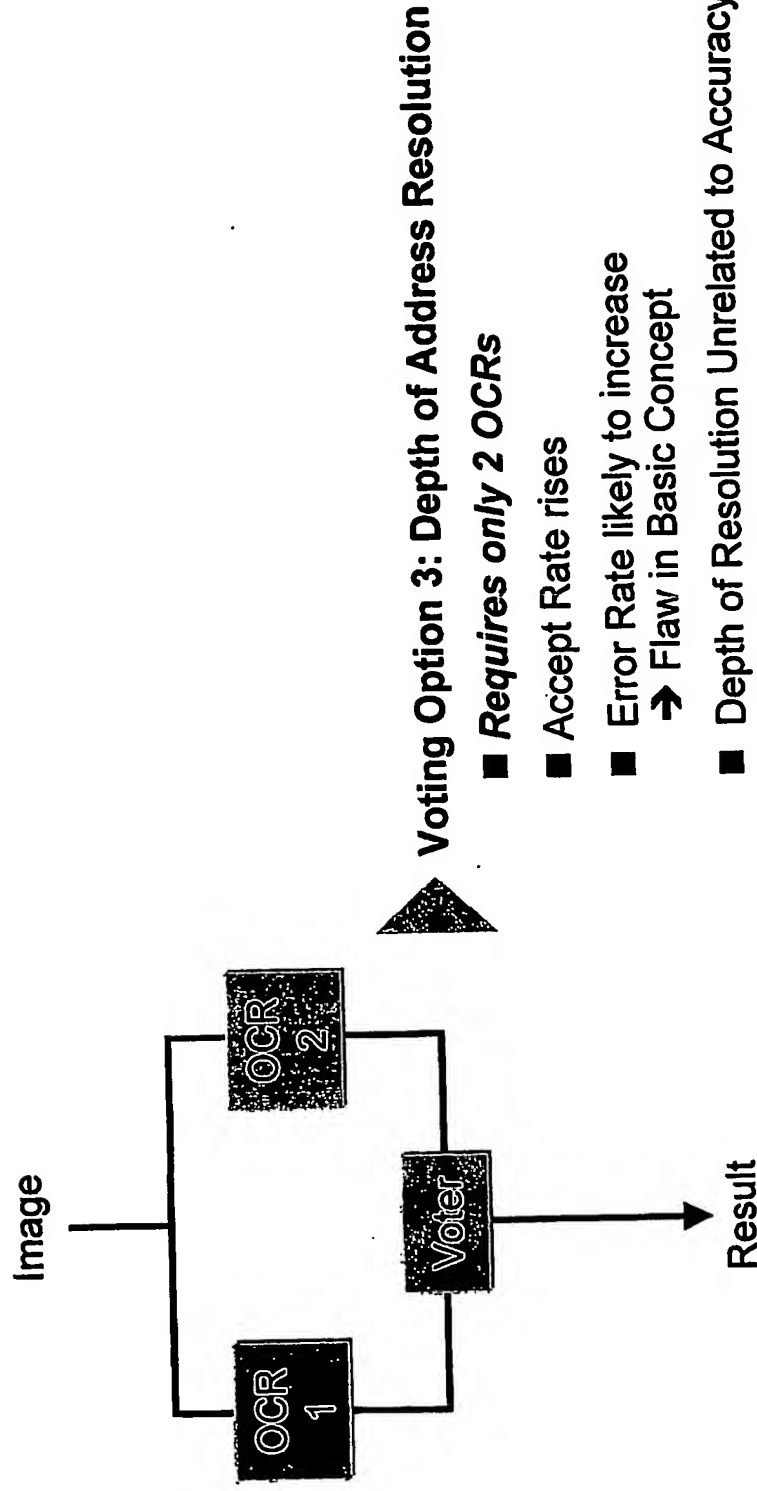 Image
OCR
1
OCR
2
Voter
Result
Voting Option 3: Depth of Address Resolution
■ Requires only 2 OCRs
■ Accept Rate rises
■ Error Rate likely to increase
➔ Flaw in Basic Concept
■ Depth of Resolution Unrelated to Accuracy